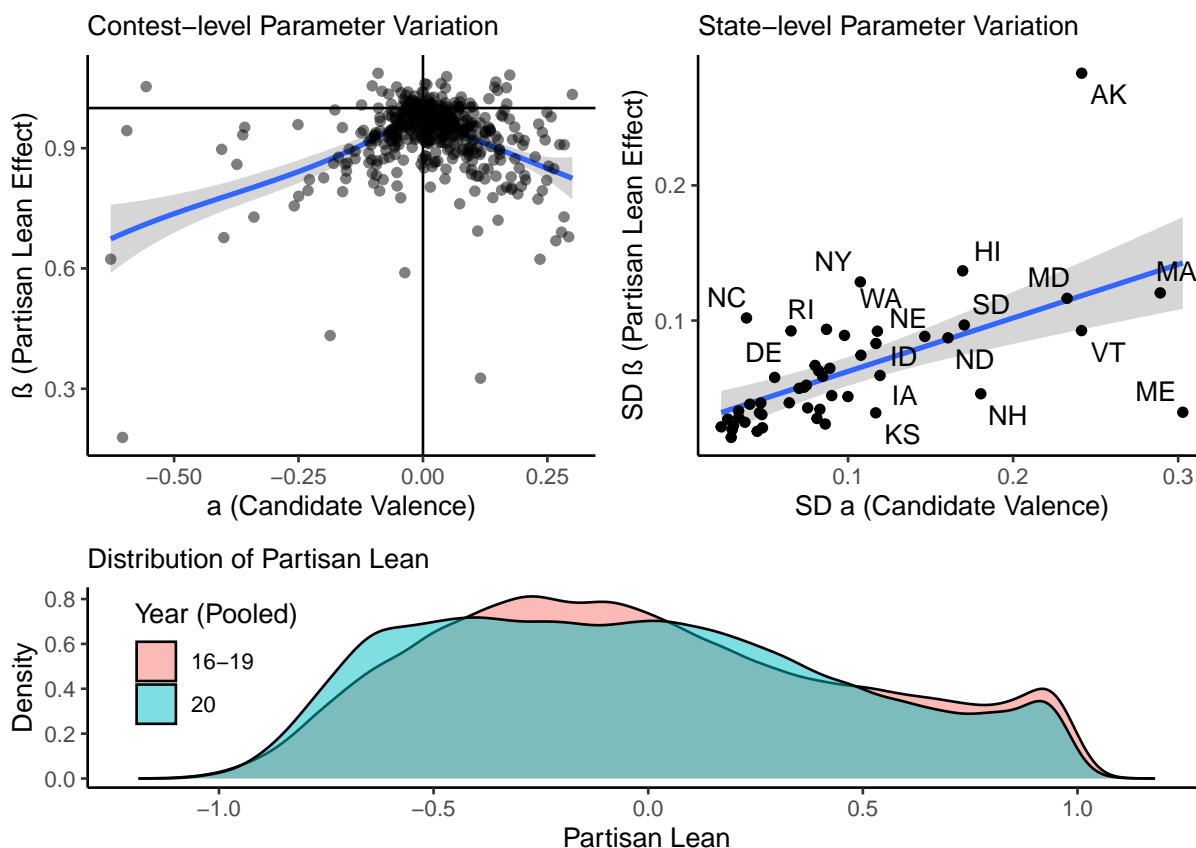 Contest−level Parameter Variation
ß (Partisan Lean Effect)
0.9
0.6
0.3
−0.50 −0.25 0.00 0.25
a (Candidate Valence)
State−level Parameter Variation
SD ß (Partisan Lean Effect)
0.2
0.1
AK
HI
NY
MD
MA
NC
WA
SD
RI
NE
DE
ID
ND
VT
IA
NH
ME
KS
0.1 0.2 0.3
SD a (Candidate Valence)
Distribution of Partisan Lean
Density
0.8
0.6
0.4
0.2
0.0
Year (Pooled)
16−19
20
−1.0 −0.5 0.0 0.5 1.0
Partisan Lean